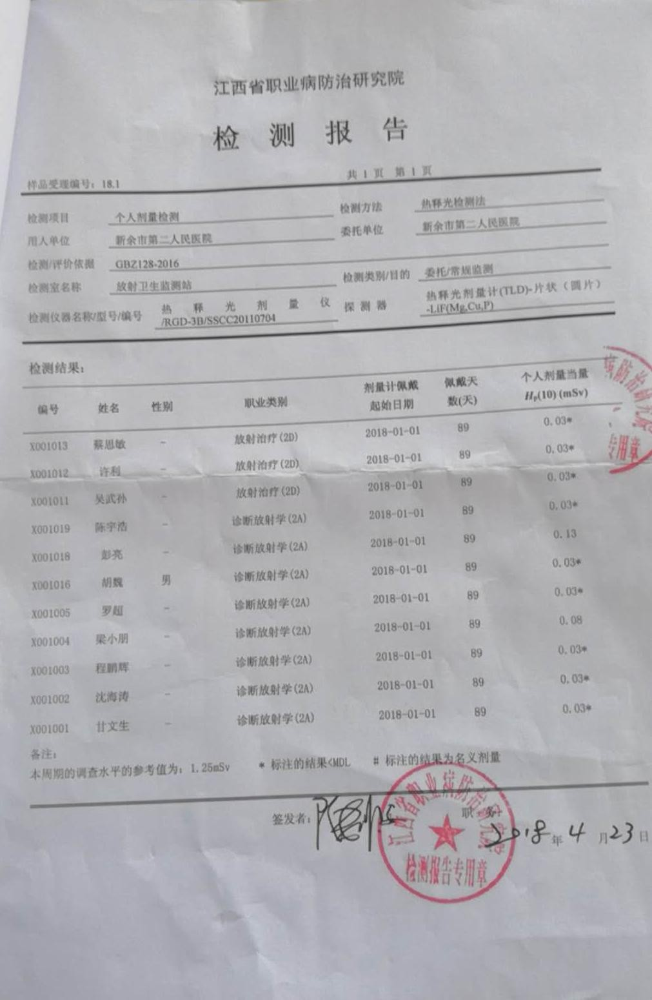 江西省职业病防治研究院
检测报告
样品受理编号：18.1 共 1 页 第 1 页
检测项目 个人剂量检测 检测方法 热释光检测法
用人单位 新余市第二人民医院 委托单位 新余市第二人民医院
检测/评价依据 GBZ128-2016
检测室名称 放射卫生监测站 检测类别/目的 委托/常规监测
检测仪器名称/型号/编号 热释光剂量仪 探测器 热释光剂量计(TLD)-片状（圆片）
/RGD-3B/SSCC20110704 -LiF(Mg,Cu,P)
检测结果：
编号 姓名 性别 职业类别 剂量计佩戴 佩戴天 个人剂量当量
起始日期 数(天) Hp(10) (mSv)
X001013 蔡思敏 - 放射治疗(2D) 2018-01-01 89 0.03*
X001012 许利 - 放射治疗(2D) 2018-01-01 89 0.03*
X001011 吴武孙 - 放射治疗(2D) 2018-01-01 89 0.03*
X001019 陈宇浩 - 诊断放射学(2A) 2018-01-01 89 0.03*
X001018 彭亮 - 诊断放射学(2A) 2018-01-01 89 0.13
X001016 胡魏 男 诊断放射学(2A) 2018-01-01 89 0.03*
X001005 罗超 - 诊断放射学(2A) 2018-01-01 89 0.03*
X001004 梁小朋 - 诊断放射学(2A) 2018-01-01 89 0.08
X001003 程鹏辉 - 诊断放射学(2A) 2018-01-01 89 0.03*
X001002 沈海涛 - 诊断放射学(2A) 2018-01-01 89 0.03*
X001001 甘文生 - 诊断放射学(2A) 2018-01-01 89 0.03*
备注：
本周期的调查水平的参考值为：1.25mSv * 标注的结果<MDL # 标注的结果为名义剂量
签发者： 职 务：
2018 年 4 月 23 日
江西省职业病防治研究院
检测报告专用章
病防治研究
专用章